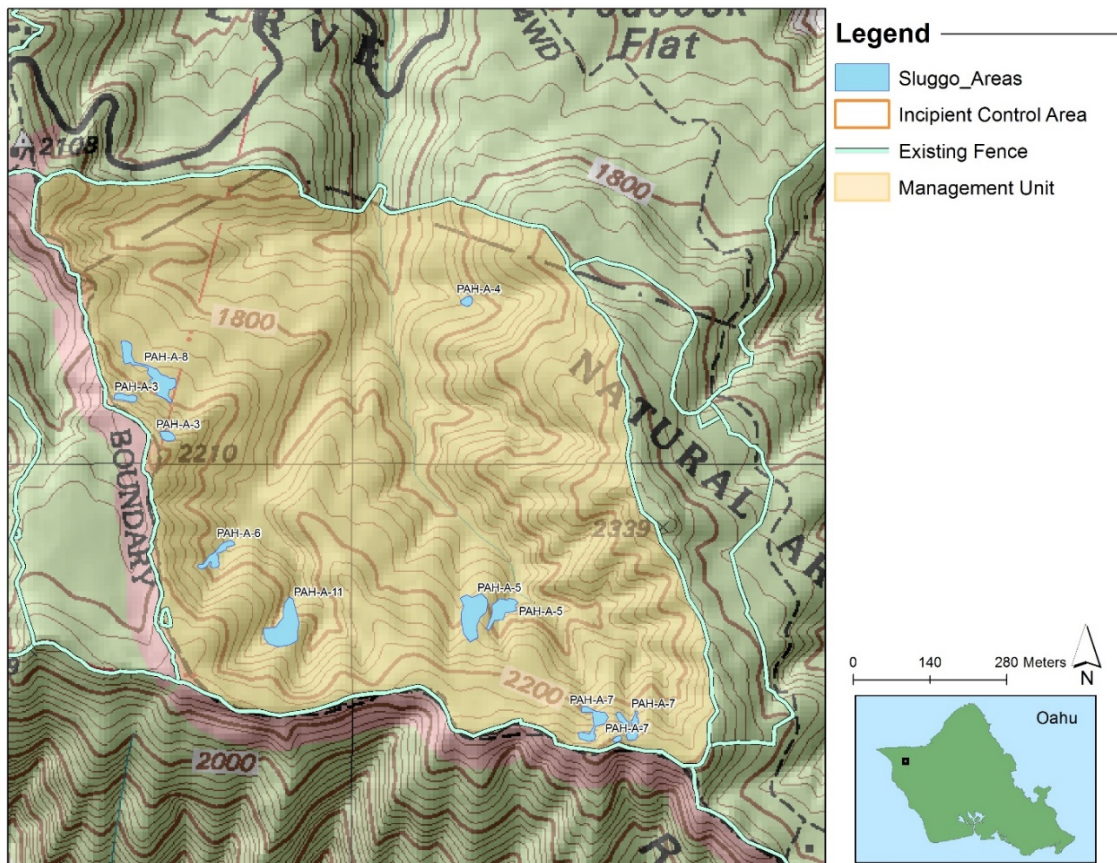 Legend
Sluggo_Areas
Incipient Control Area
Existing Fence
Management Unit
4WD
Flat
R V E
2108
1800
1800
PAH-A-4
PAH-A-8
PAH-A-3
PAH-A-3
2210
BOUNDARY
NATURAL AR
2339
PAH-A-6
PAH-A-11
PAH-A-5
PAH-A-5
2200
PAH-A-7
PAH-A-7
PAH-A-7
2000
R
0 140 280 Meters
N
Oahu